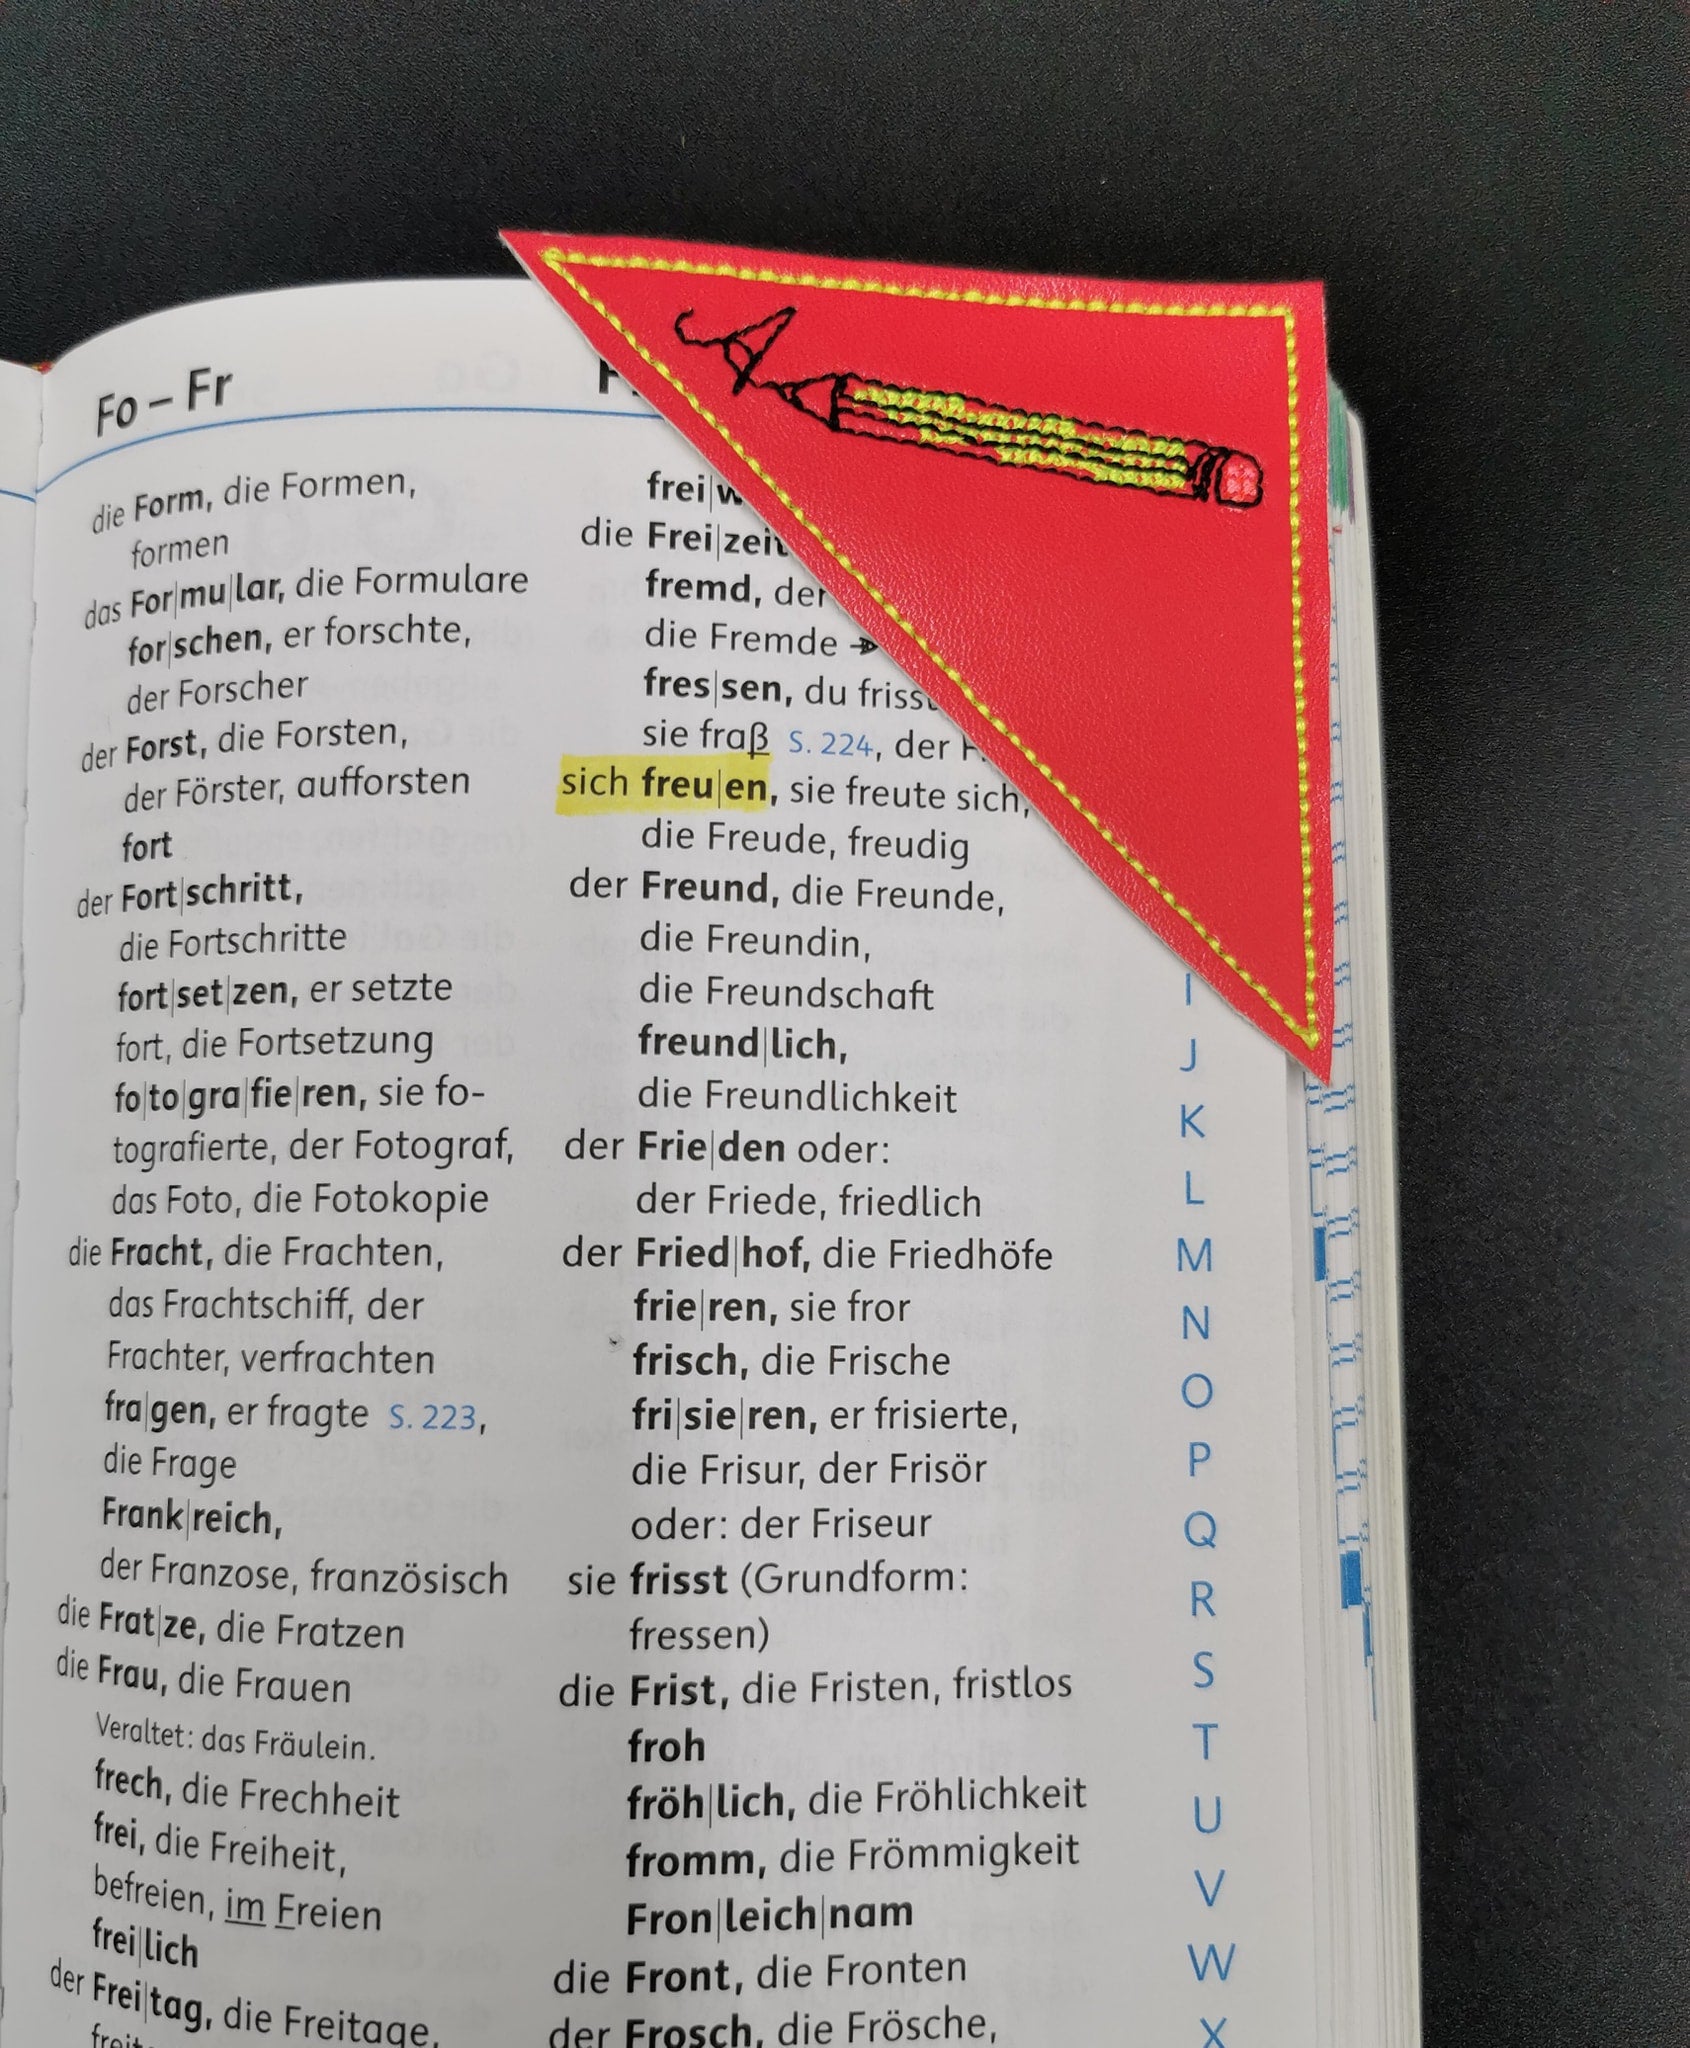 Fo – Fr
die Form, die Formen,
formen
das For|mu|lar, die Formulare
for|schen, er forschte,
der Forscher
der Forst, die Forsten,
der Förster, aufforsten
fort
der Fort|schritt,
die Fortschritte
fort|set|zen, er setzte
fort, die Fortsetzung
fo|to|gra|fie|ren, sie fo-
tografierte, der Fotograf,
das Foto, die Fotokopie
die Fracht, die Frachten,
das Frachtschiff, der
Frachter, verfrachten
fra|gen, er fragte S. 223,
die Frage
Frank|reich,
der Franzose, französisch
die Frat|ze, die Fratzen
die Frau, die Frauen
Veraltet: das Fräulein.
frech, die Frechheit
frei, die Freiheit,
befreien, im Freien
frei|lich
der Frei|tag, die Freitage,
die Frei|zeit
fremd, der
die Fremde
fres|sen, du frisst
sie fraß S. 224, der
sich freu|en, sie freute sich,
die Freude, freudig
der Freund, die Freunde,
die Freundin,
die Freundschaft
freund|lich,
die Freundlichkeit
der Frie|den oder:
der Friede, friedlich
der Fried|hof, die Friedhöfe
frie|ren, sie fror
frisch, die Frische
fri|sie|ren, er frisierte,
die Frisur, der Frisör
oder: der Friseur
sie frisst (Grundform:
fressen)
die Frist, die Fristen, fristlos
froh
fröh|lich, die Fröhlichkeit
fromm, die Frömmigkeit
Fron|leich|nam
die Front, die Fronten
der Frosch, die Frösche,
I
J
K
L
M
N
O
P
Q
R
S
T
U
V
W
X
A